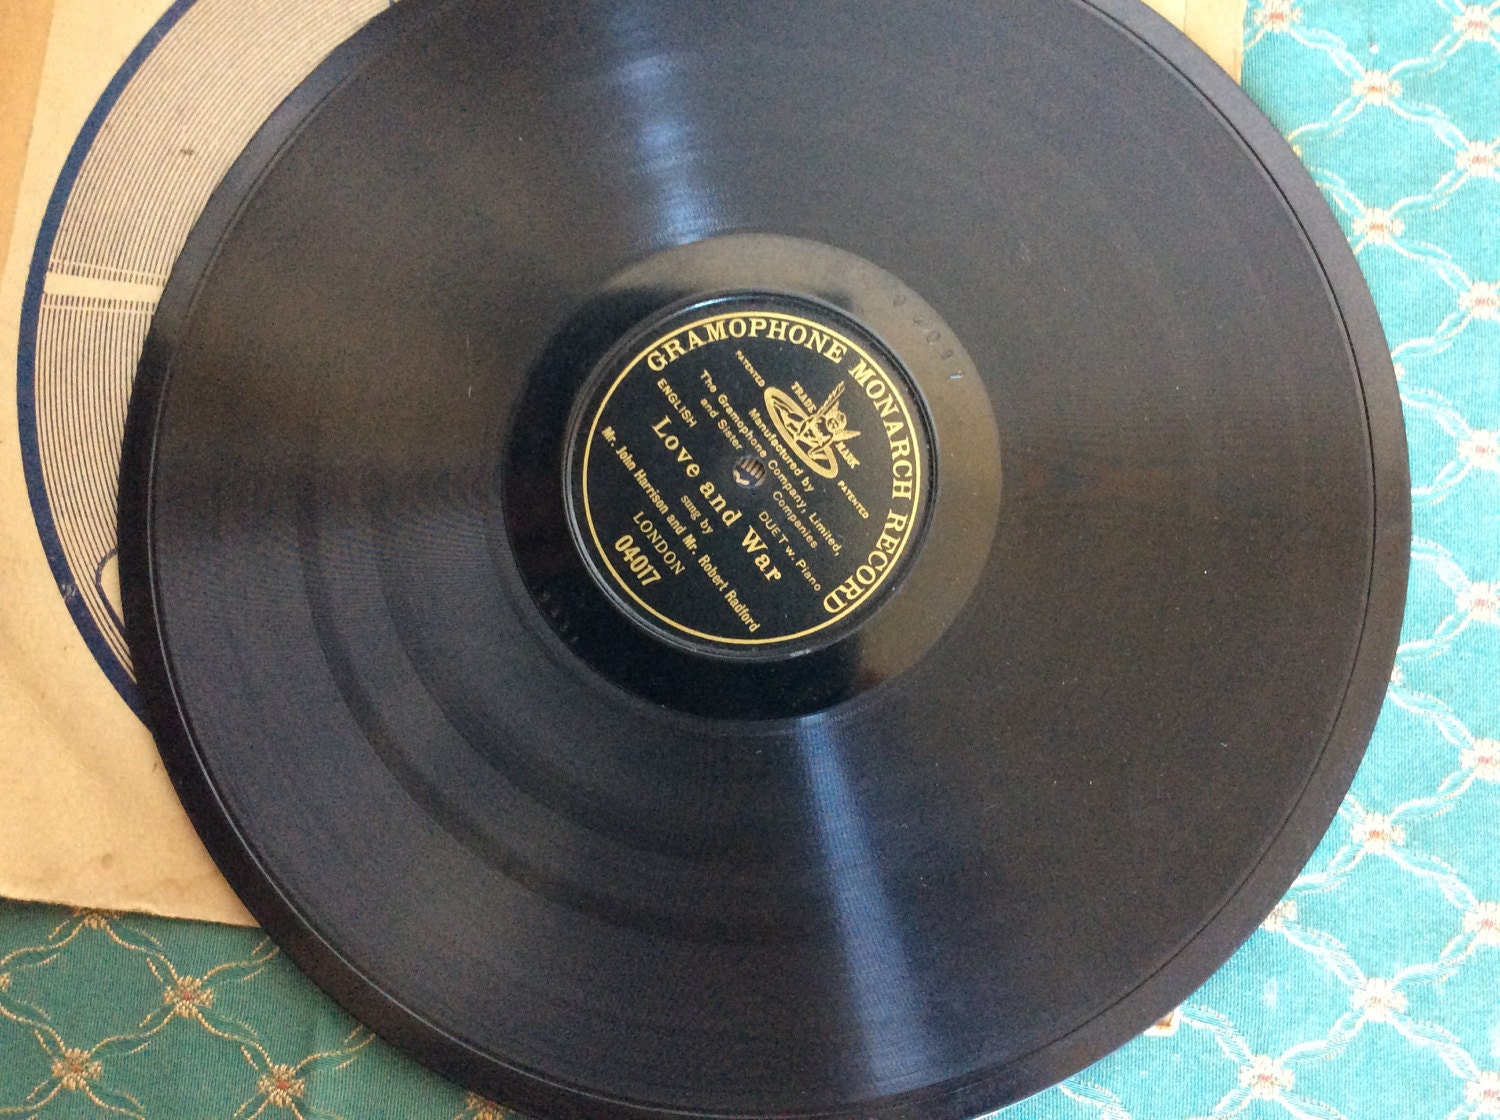 GRAMOPHONE MONARCH RECORD
TRADE MARK
PATENTED PATENTED
Manufactured by
The Gramophone Company, Limited,
and Sister Companies
ENGLISH DUET w. Piano
Love and War
sung by
Mr. John Harrison and Mr. Robert Radford
LONDON
04017